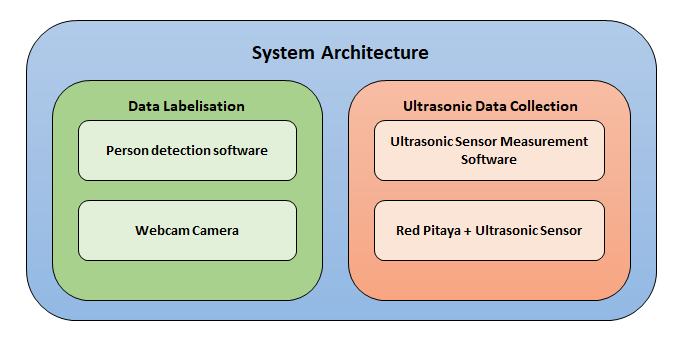 System Architecture
Data Labelisation
Person detection software
Webcam Camera
Ultrasonic Data Collection
Ultrasonic Sensor Measurement
Software
Red Pitaya + Ultrasonic Sensor